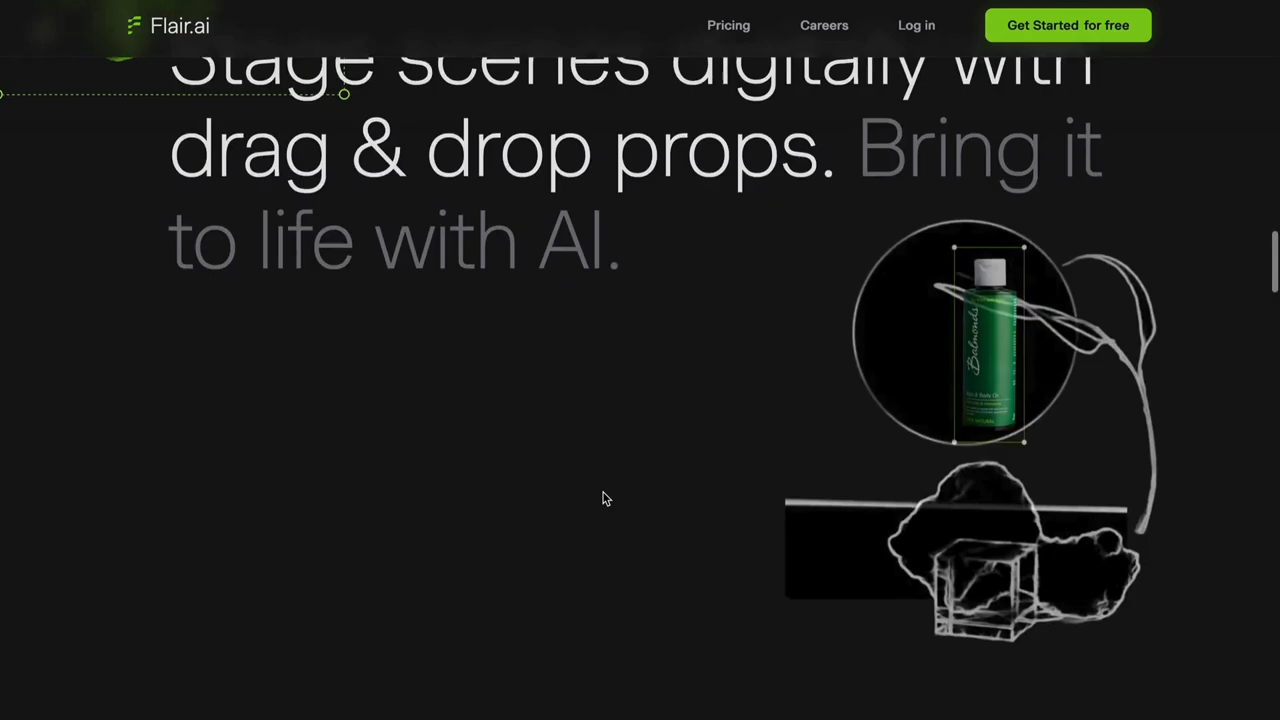 Flair.ai
Pricing
Careers
Log in
Get Started for free
Stage scenes digitally with
drag & drop props. Bring it
to life with AI.
Balmonds